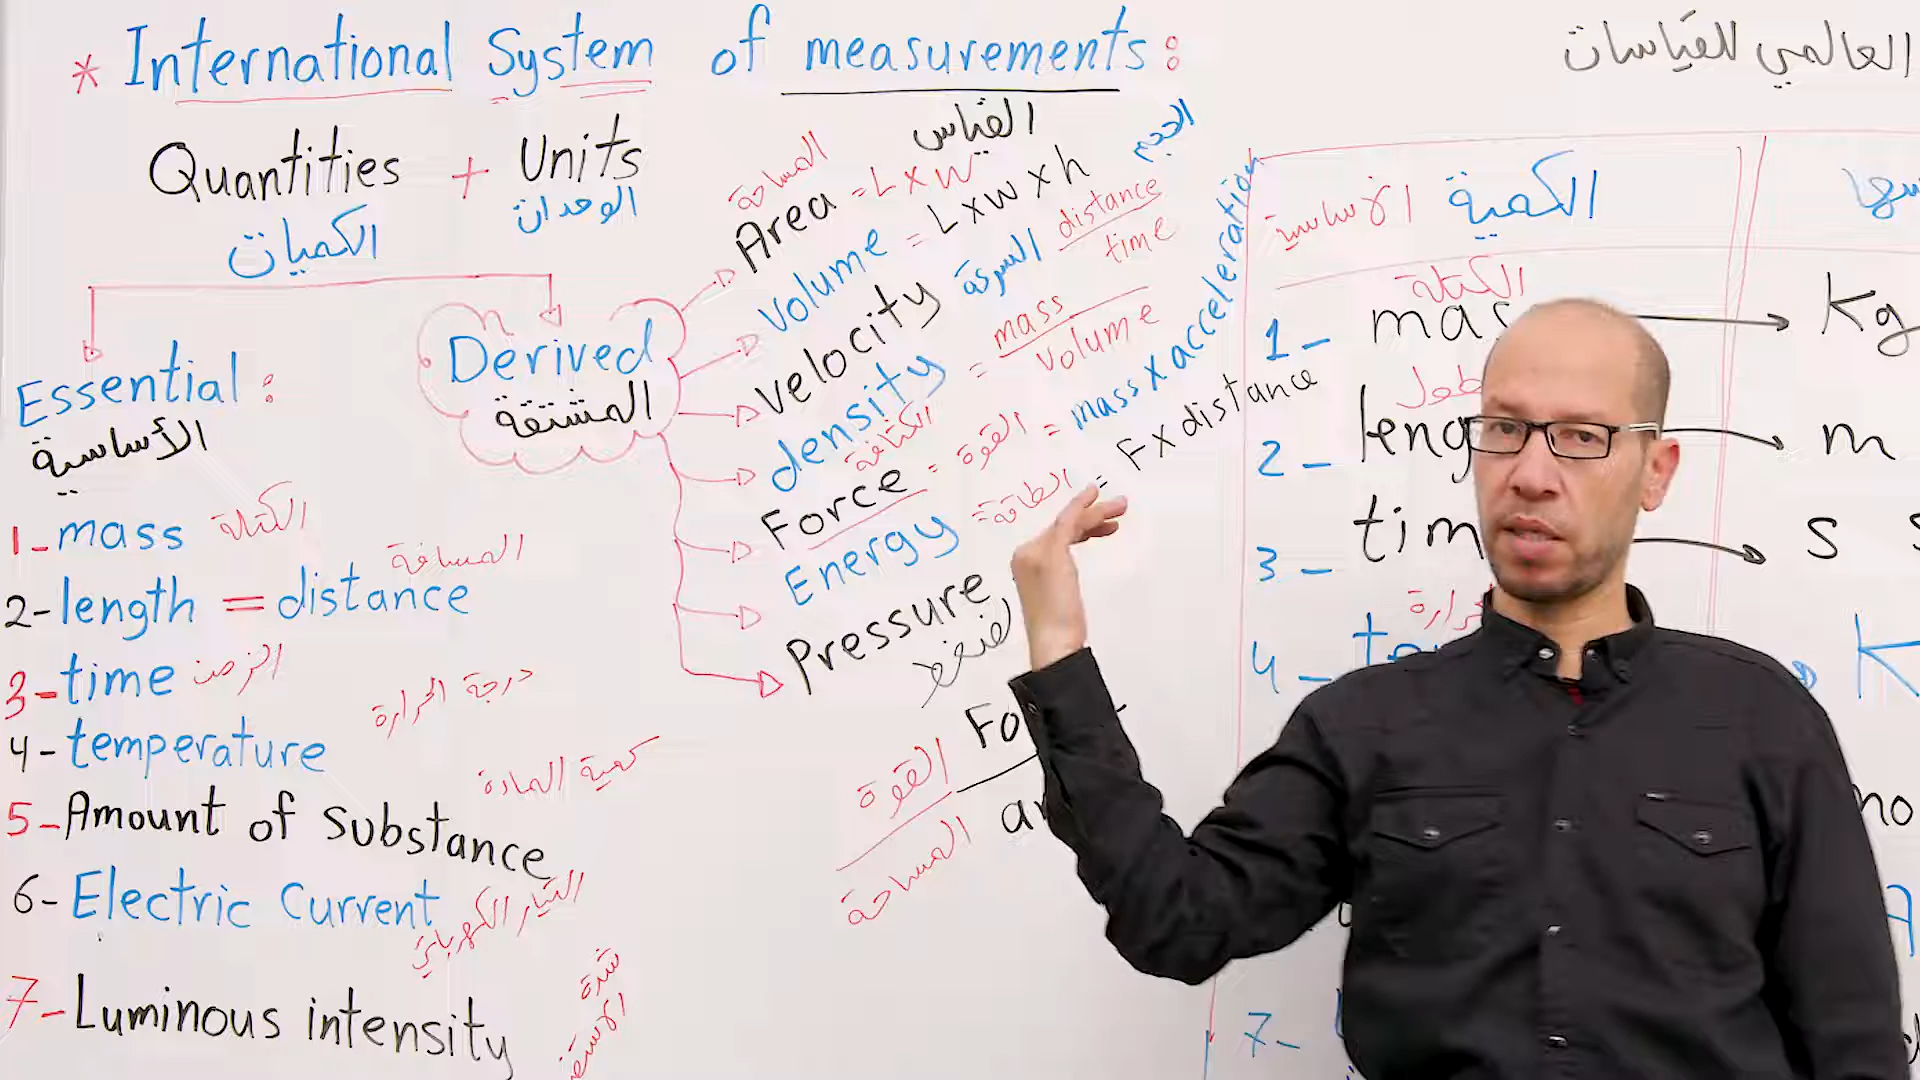 * International System of measurements:
العالمي للقياسات
القياس
Quantities + Units
الكميات
الوحدات
Essential:
الأساسية
Derived
المشتقة
1-mass الكتلة
المسافة
2-length = distance
3-time الزمن
درجة الحرارة
4-temperature
كمية المادة
5-Amount of substance
6-Electric Current
التيار الكهربائي
7-Luminous intensity
شدة
المساحة
Area = L x W
الحجم
Volume = L x w x h
Velocity السرعة distance
time
density = mass
volume
الكثافة
Force = القوة = mass x acceleration
Energy = الطاقة = F x distance
Pressure
الضغط
القوة
المساحة
الكمية الأساسية
الكتلة
1- Kg
2- m
3- s
4- K
7-